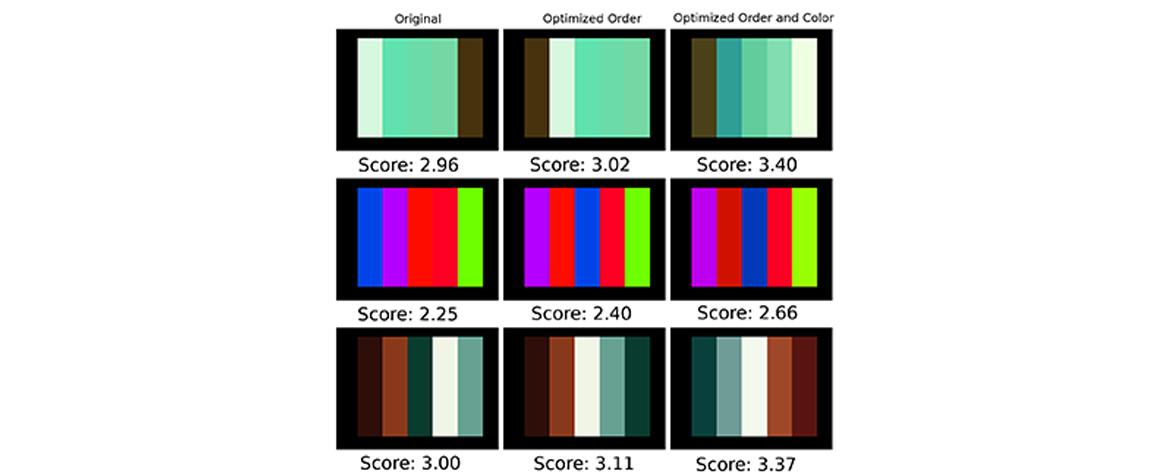 Original Optimized Order Optimized Order and Color
Score: 2.96 Score: 3.02 Score: 3.40
Score: 2.25 Score: 2.40 Score: 2.66
Score: 3.00 Score: 3.11 Score: 3.37